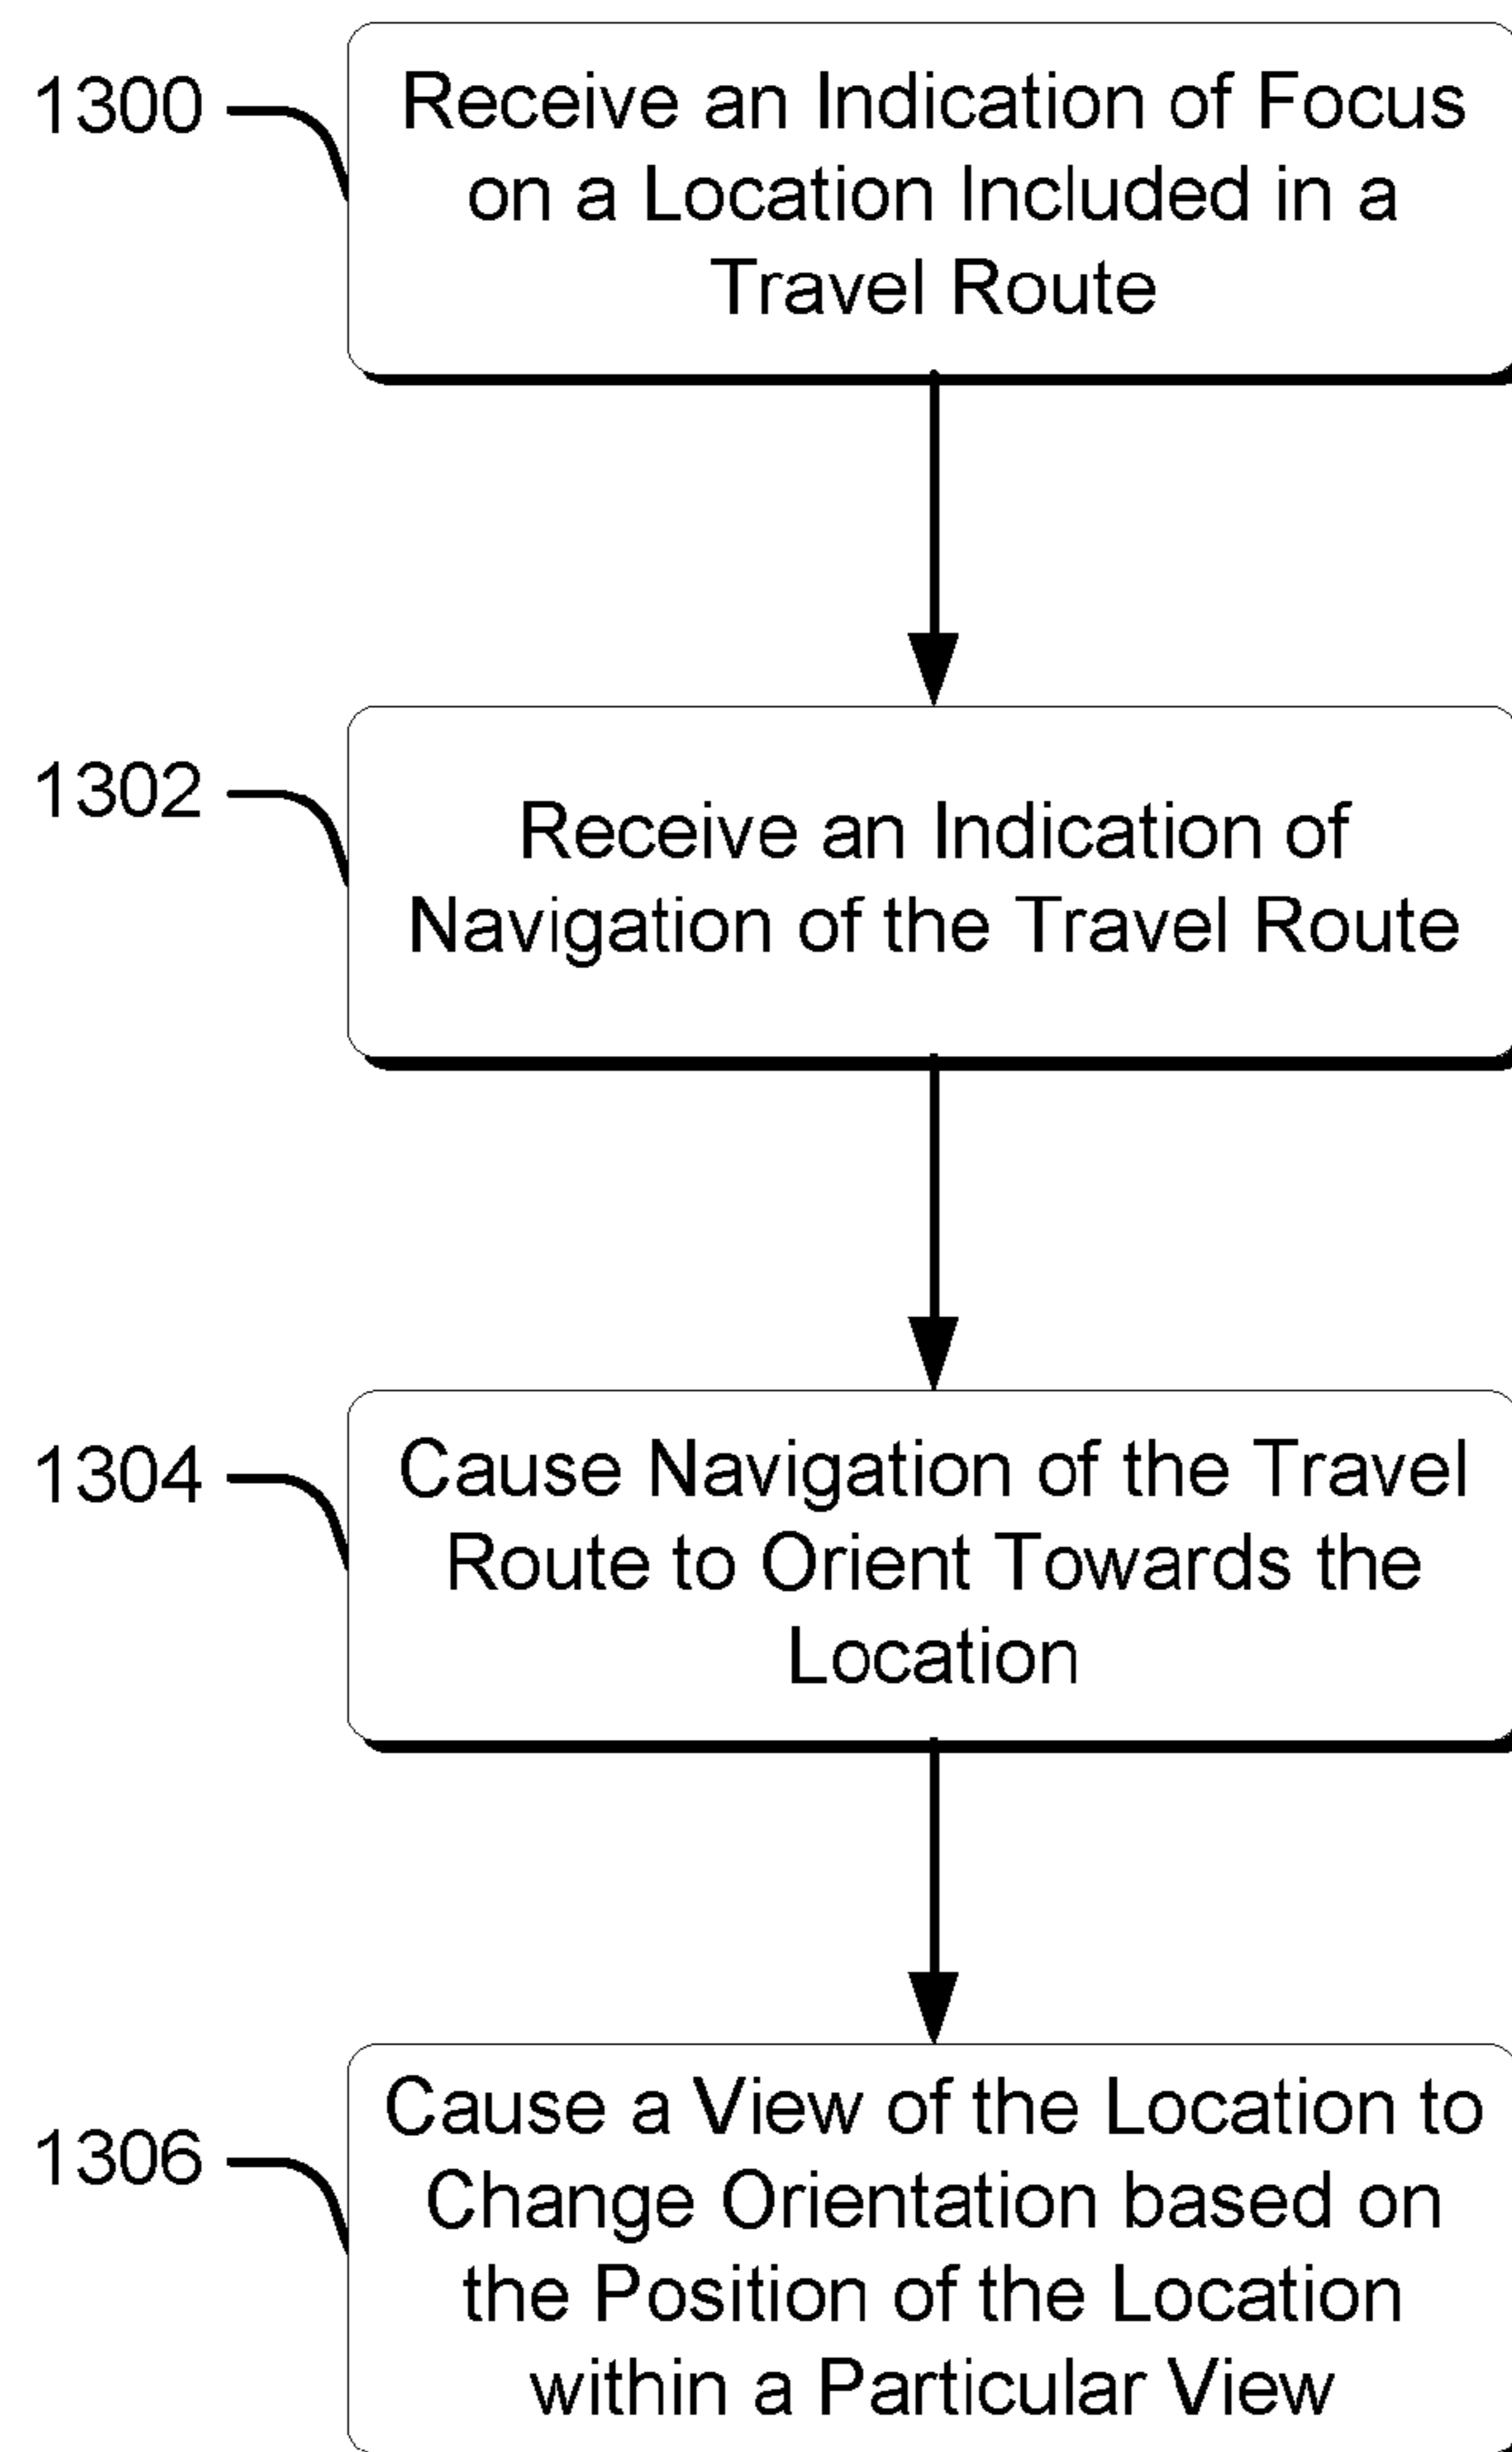 1300
Receive an Indication of Focus
on a Location Included in a
Travel Route
1302
Receive an Indication of
Navigation of the Travel Route
1304
Cause Navigation of the Travel
Route to Orient Towards the
Location
1306
Cause a View of the Location to
Change Orientation based on
the Position of the Location
within a Particular View